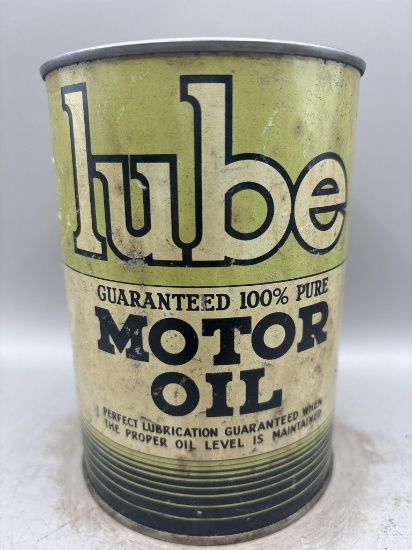 lube
GUARANTEED 100% PURE
MOTOR
OIL
PERFECT LUBRICATION GUARANTEED WHEN
THE PROPER OIL LEVEL IS MAINTAINED